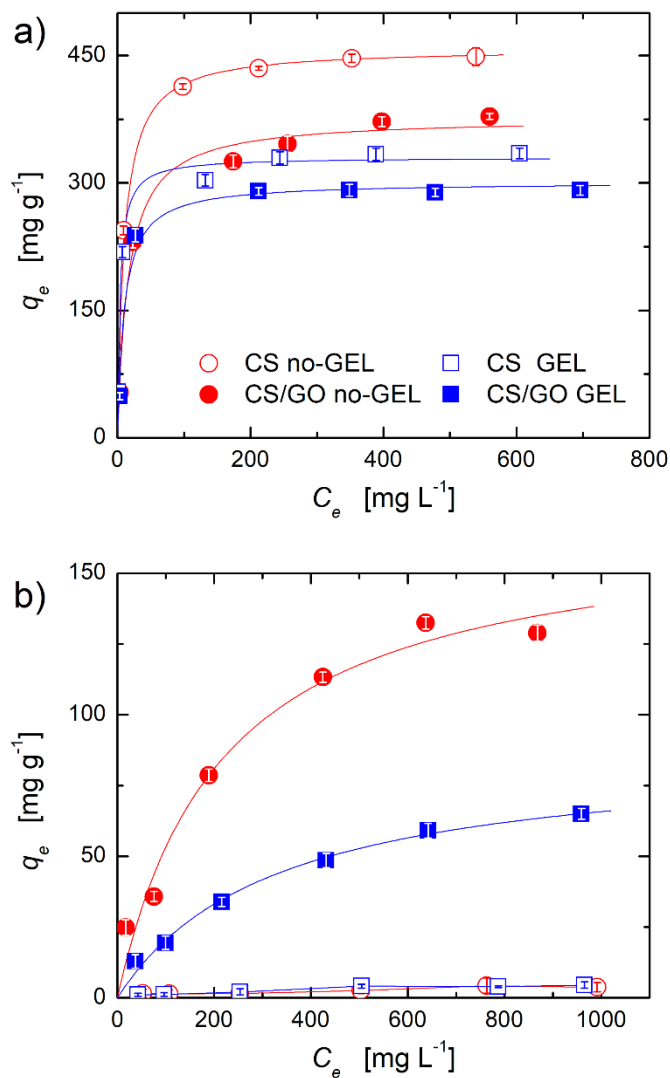 a)
450
300
150
0
qe [mg g-1]
CS no-GEL CS GEL
CS/GO no-GEL CS/GO GEL
0 200 400 600 800
Ce [mg L-1]
b)
150
100
50
0
qe [mg g-1]
0 200 400 600 800 1000
Ce [mg L-1]